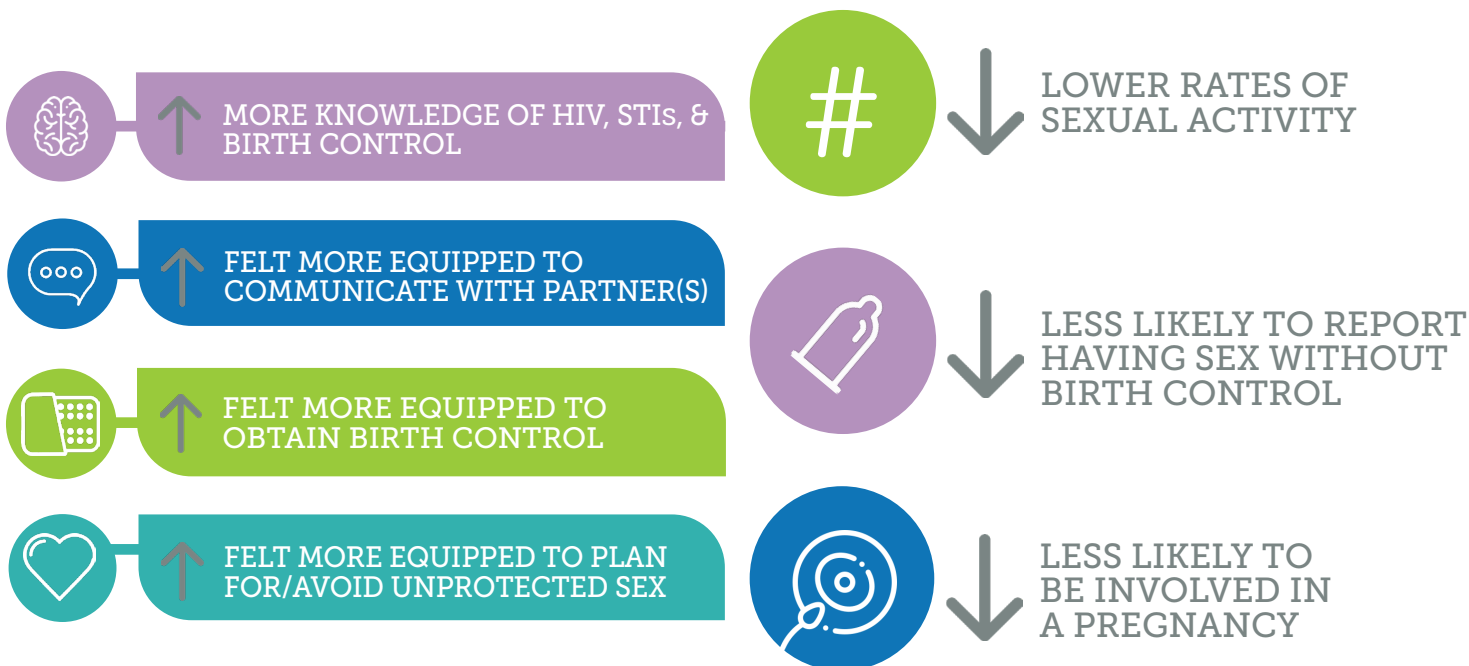 MORE KNOWLEDGE OF HIV, STIs, &
BIRTH CONTROL
FELT MORE EQUIPPED TO
COMMUNICATE WITH PARTNER(S)
FELT MORE EQUIPPED TO
OBTAIN BIRTH CONTROL
FELT MORE EQUIPPED TO PLAN
FOR/AVOID UNPROTECTED SEX
#
LOWER RATES OF
SEXUAL ACTIVITY
LESS LIKELY TO REPORT
HAVING SEX WITHOUT
BIRTH CONTROL
LESS LIKELY TO
BE INVOLVED IN
A PREGNANCY